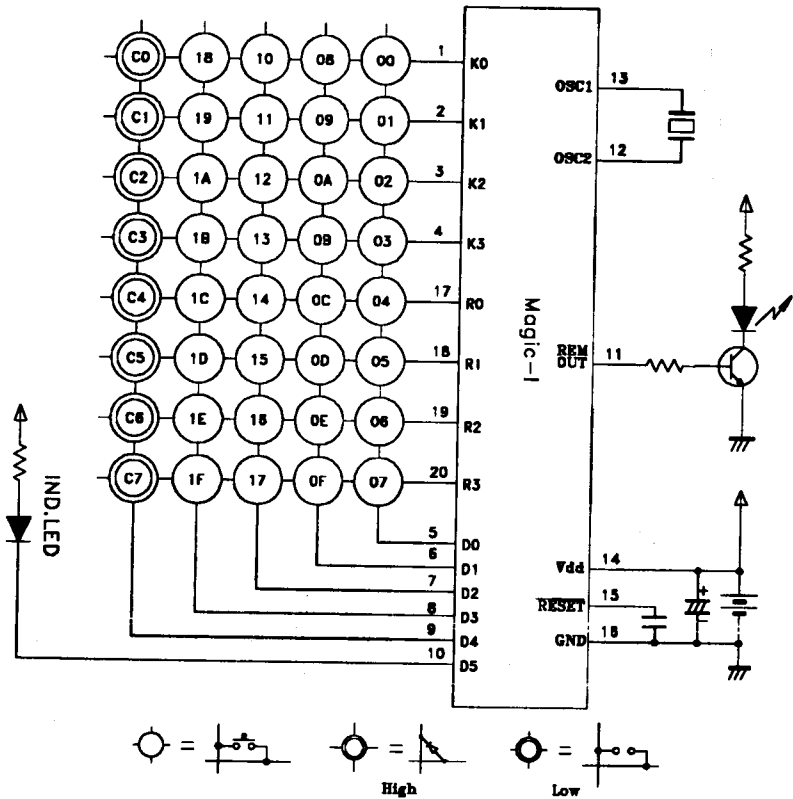 C0 18 10 08 00 1 K0
C1 19 11 09 01 2 K1
C2 1A 12 0A 02 3 K2
C3 1B 13 0B 03 4 K3
C4 1C 14 0C 04 17 R0
C5 1D 15 0D 05 18 R1
C6 1E 16 0E 06 19 R2
C7 1F 17 0F 07 20 R3
5 D0
6 D1
7 D2
8 D3
9 D4
10 D5
IND.LED
Magic-I
OSC1 13
OSC2 12
REM
OUT 11
Vdd 14
RESET 15
GND 16
+
−
= 
=
High
=
Low